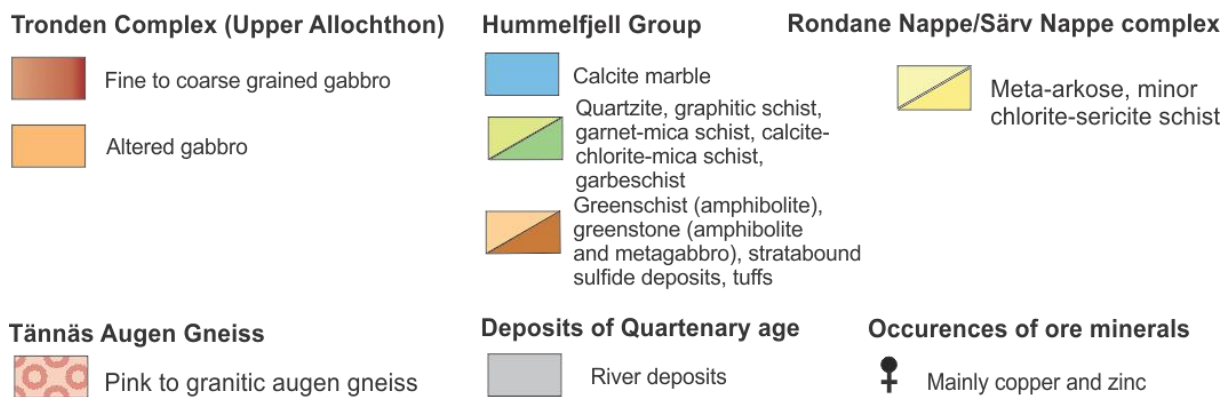 Tronden Complex (Upper Allochthon)
Fine to coarse grained gabbro
Altered gabbro
Hummelfjell Group
Calcite marble
Quartzite, graphitic schist,
garnet-mica schist, calcite-
chlorite-mica schist,
garbeschist
Greenschist (amphibolite),
greenstone (amphibolite
and metagabbro), stratabound
sulfide deposits, tuffs
Rondane Nappe/Särv Nappe complex
Meta-arkose, minor
chlorite-sericite schist
Tännäs Augen Gneiss
Pink to granitic augen gneiss
Deposits of Quartenary age
River deposits
Occurences of ore minerals
Mainly copper and zinc